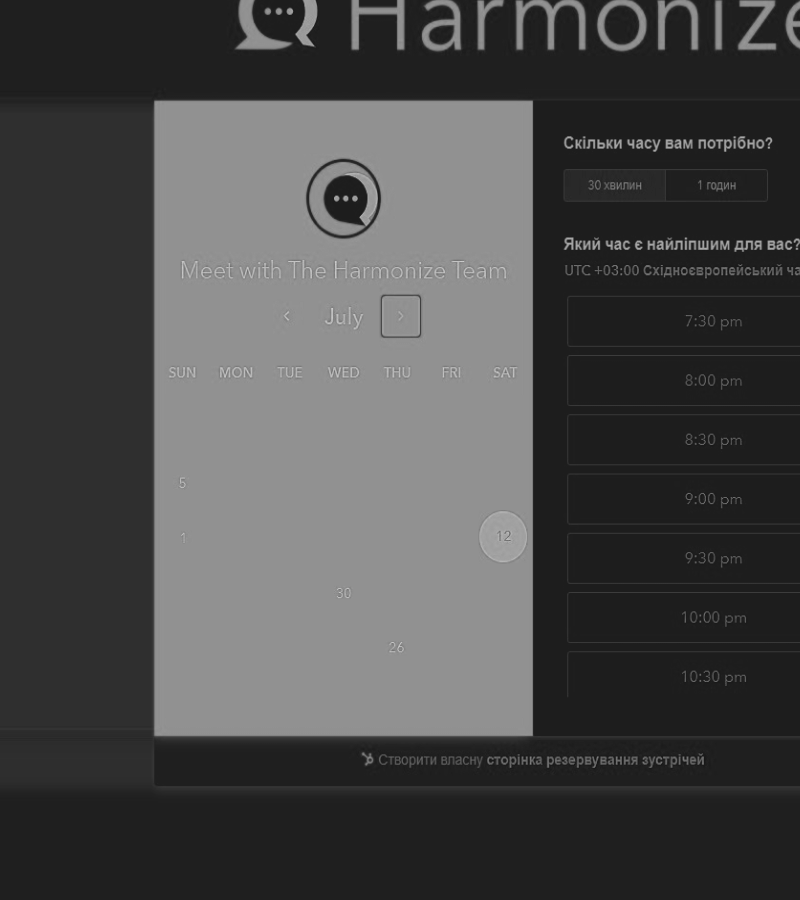 Harmonize
Meet with The Harmonize Team
July
SUN MON TUE WED THU FRI SAT
5
1 12
30
26
Скільки часу вам потрібно?
30 хвилин 1 годин
Який час є найліпшим для вас?
UTC +03:00 Східноєвропейський
7:30 pm
8:00 pm
8:30 pm
9:00 pm
9:30 pm
10:00 pm
10:30 pm
Створити власну сторінка резервування зустрічей